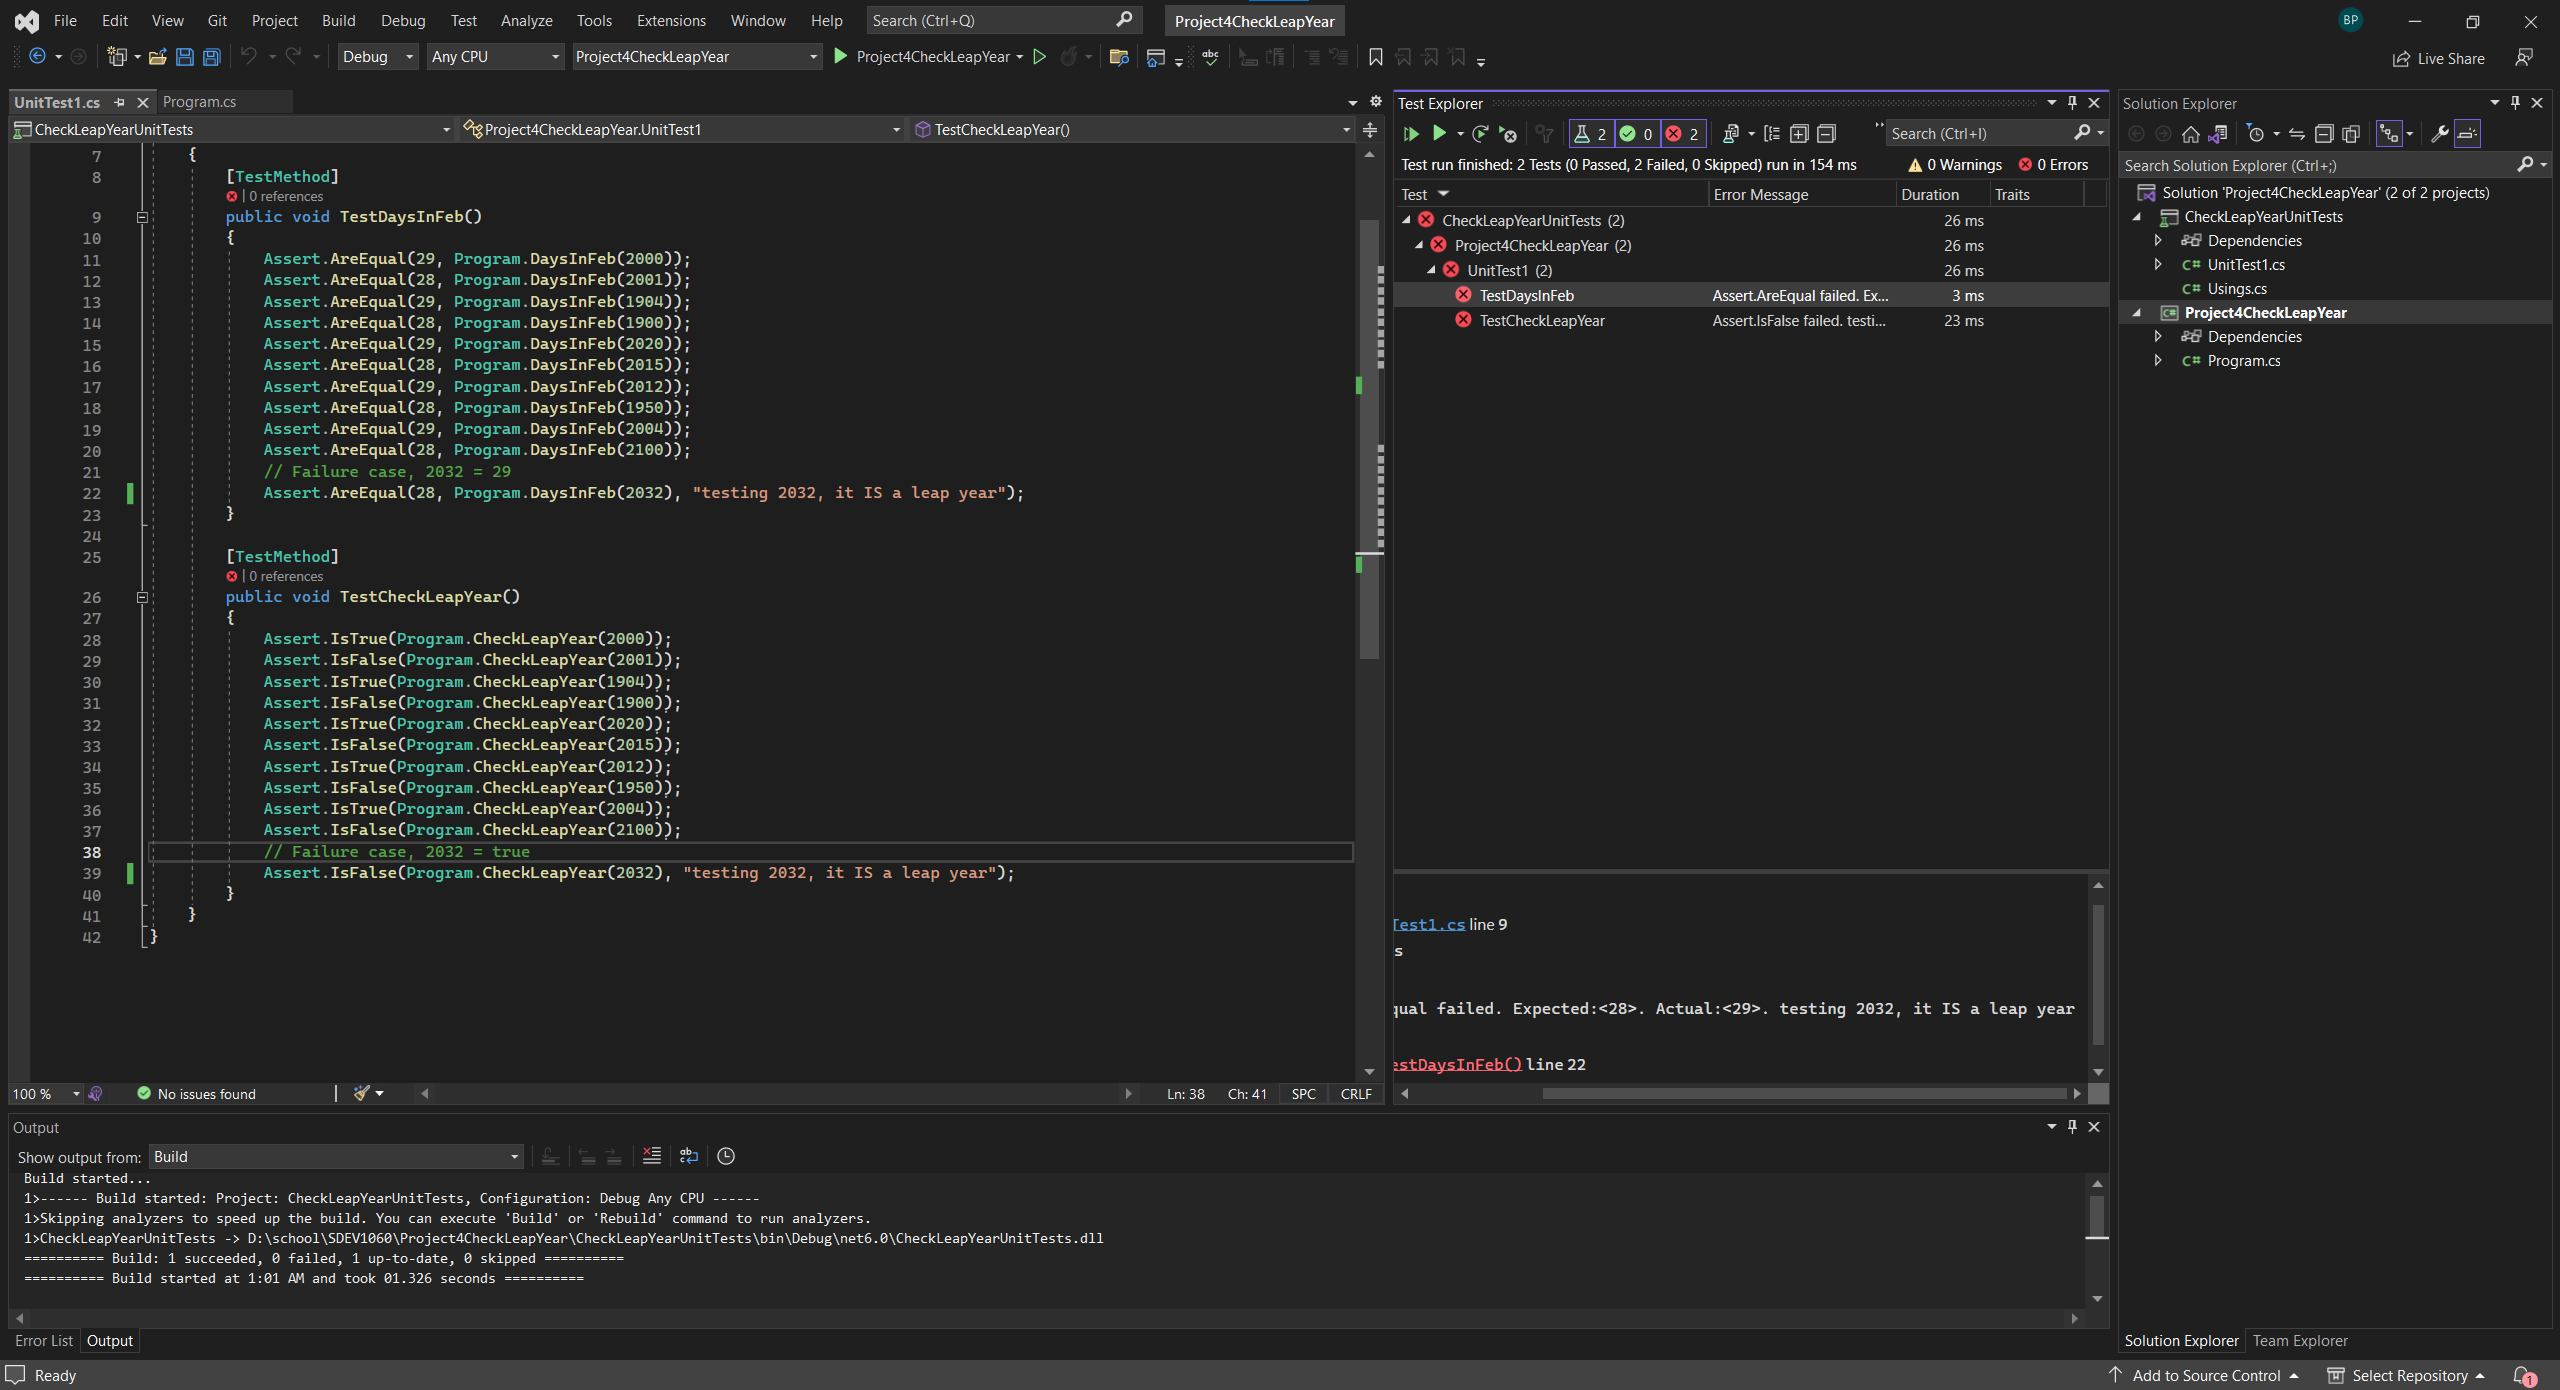 File Edit View Git Project Build Debug Test Analyze Tools Extensions Window Help Search (Ctrl+Q) Project4CheckLeapYear BP
Debug Any CPU Project4CheckLeapYear Project4CheckLeapYear Live Share
UnitTest1.cs Program.cs
CheckLeapYearUnitTests Project4CheckLeapYear.UnitTest1 TestCheckLeapYear()
7 {
8 [TestMethod]
0 references
9 public void TestDaysInFeb()
10 {
11 Assert.AreEqual(29, Program.DaysInFeb(2000));
12 Assert.AreEqual(28, Program.DaysInFeb(2001));
13 Assert.AreEqual(29, Program.DaysInFeb(1904));
14 Assert.AreEqual(28, Program.DaysInFeb(1900));
15 Assert.AreEqual(29, Program.DaysInFeb(2020));
16 Assert.AreEqual(28, Program.DaysInFeb(2015));
17 Assert.AreEqual(29, Program.DaysInFeb(2012));
18 Assert.AreEqual(28, Program.DaysInFeb(1950));
19 Assert.AreEqual(29, Program.DaysInFeb(2004));
20 Assert.AreEqual(28, Program.DaysInFeb(2100));
21 // Failure case, 2032 = 29
22 Assert.AreEqual(28, Program.DaysInFeb(2032), "testing 2032, it IS a leap year");
23 }
24
25 [TestMethod]
0 references
26 public void TestCheckLeapYear()
27 {
28 Assert.IsTrue(Program.CheckLeapYear(2000));
29 Assert.IsFalse(Program.CheckLeapYear(2001));
30 Assert.IsTrue(Program.CheckLeapYear(1904));
31 Assert.IsFalse(Program.CheckLeapYear(1900));
32 Assert.IsTrue(Program.CheckLeapYear(2020));
33 Assert.IsFalse(Program.CheckLeapYear(2015));
34 Assert.IsTrue(Program.CheckLeapYear(2012));
35 Assert.IsFalse(Program.CheckLeapYear(1950));
36 Assert.IsTrue(Program.CheckLeapYear(2004));
37 Assert.IsFalse(Program.CheckLeapYear(2100));
38 // Failure case, 2032 = true
39 Assert.IsFalse(Program.CheckLeapYear(2032), "testing 2032, it IS a leap year");
40 }
41 }
42 }
100 % No issues found Ln: 38 Ch: 41 SPC CRLF
Test Explorer
2 0 2 Search (Ctrl+I)
Test run finished: 2 Tests (0 Passed, 2 Failed, 0 Skipped) run in 154 ms 0 Warnings 0 Errors
Test Error Message Duration Traits
CheckLeapYearUnitTests (2) 26 ms
Project4CheckLeapYear (2) 26 ms
UnitTest1 (2) 26 ms
TestDaysInFeb Assert.AreEqual failed. Ex... 3 ms
TestCheckLeapYear Assert.IsFalse failed. testi... 23 ms
Test1.cs line 9
s
qual failed. Expected:<28>. Actual:<29>. testing 2032, it IS a leap year
estDaysInFeb() line 22
Solution Explorer
Search Solution Explorer (Ctrl+;)
Solution 'Project4CheckLeapYear' (2 of 2 projects)
CheckLeapYearUnitTests
Dependencies
C# UnitTest1.cs
C# Usings.cs
C# Project4CheckLeapYear
Dependencies
C# Program.cs
Output
Show output from: Build
Build started...
1>------ Build started: Project: CheckLeapYearUnitTests, Configuration: Debug Any CPU ------
1>Skipping analyzers to speed up the build. You can execute 'Build' or 'Rebuild' command to run analyzers.
1>CheckLeapYearUnitTests -> D:\school\SDEV1060\Project4CheckLeapYear\CheckLeapYearUnitTests\bin\Debug\net6.0\CheckLeapYearUnitTests.dll
========== Build: 1 succeeded, 0 failed, 1 up-to-date, 0 skipped ==========
========== Build started at 1:01 AM and took 01.326 seconds ==========
Error List Output
Solution Explorer Team Explorer
Ready Add to Source Control Select Repository 1